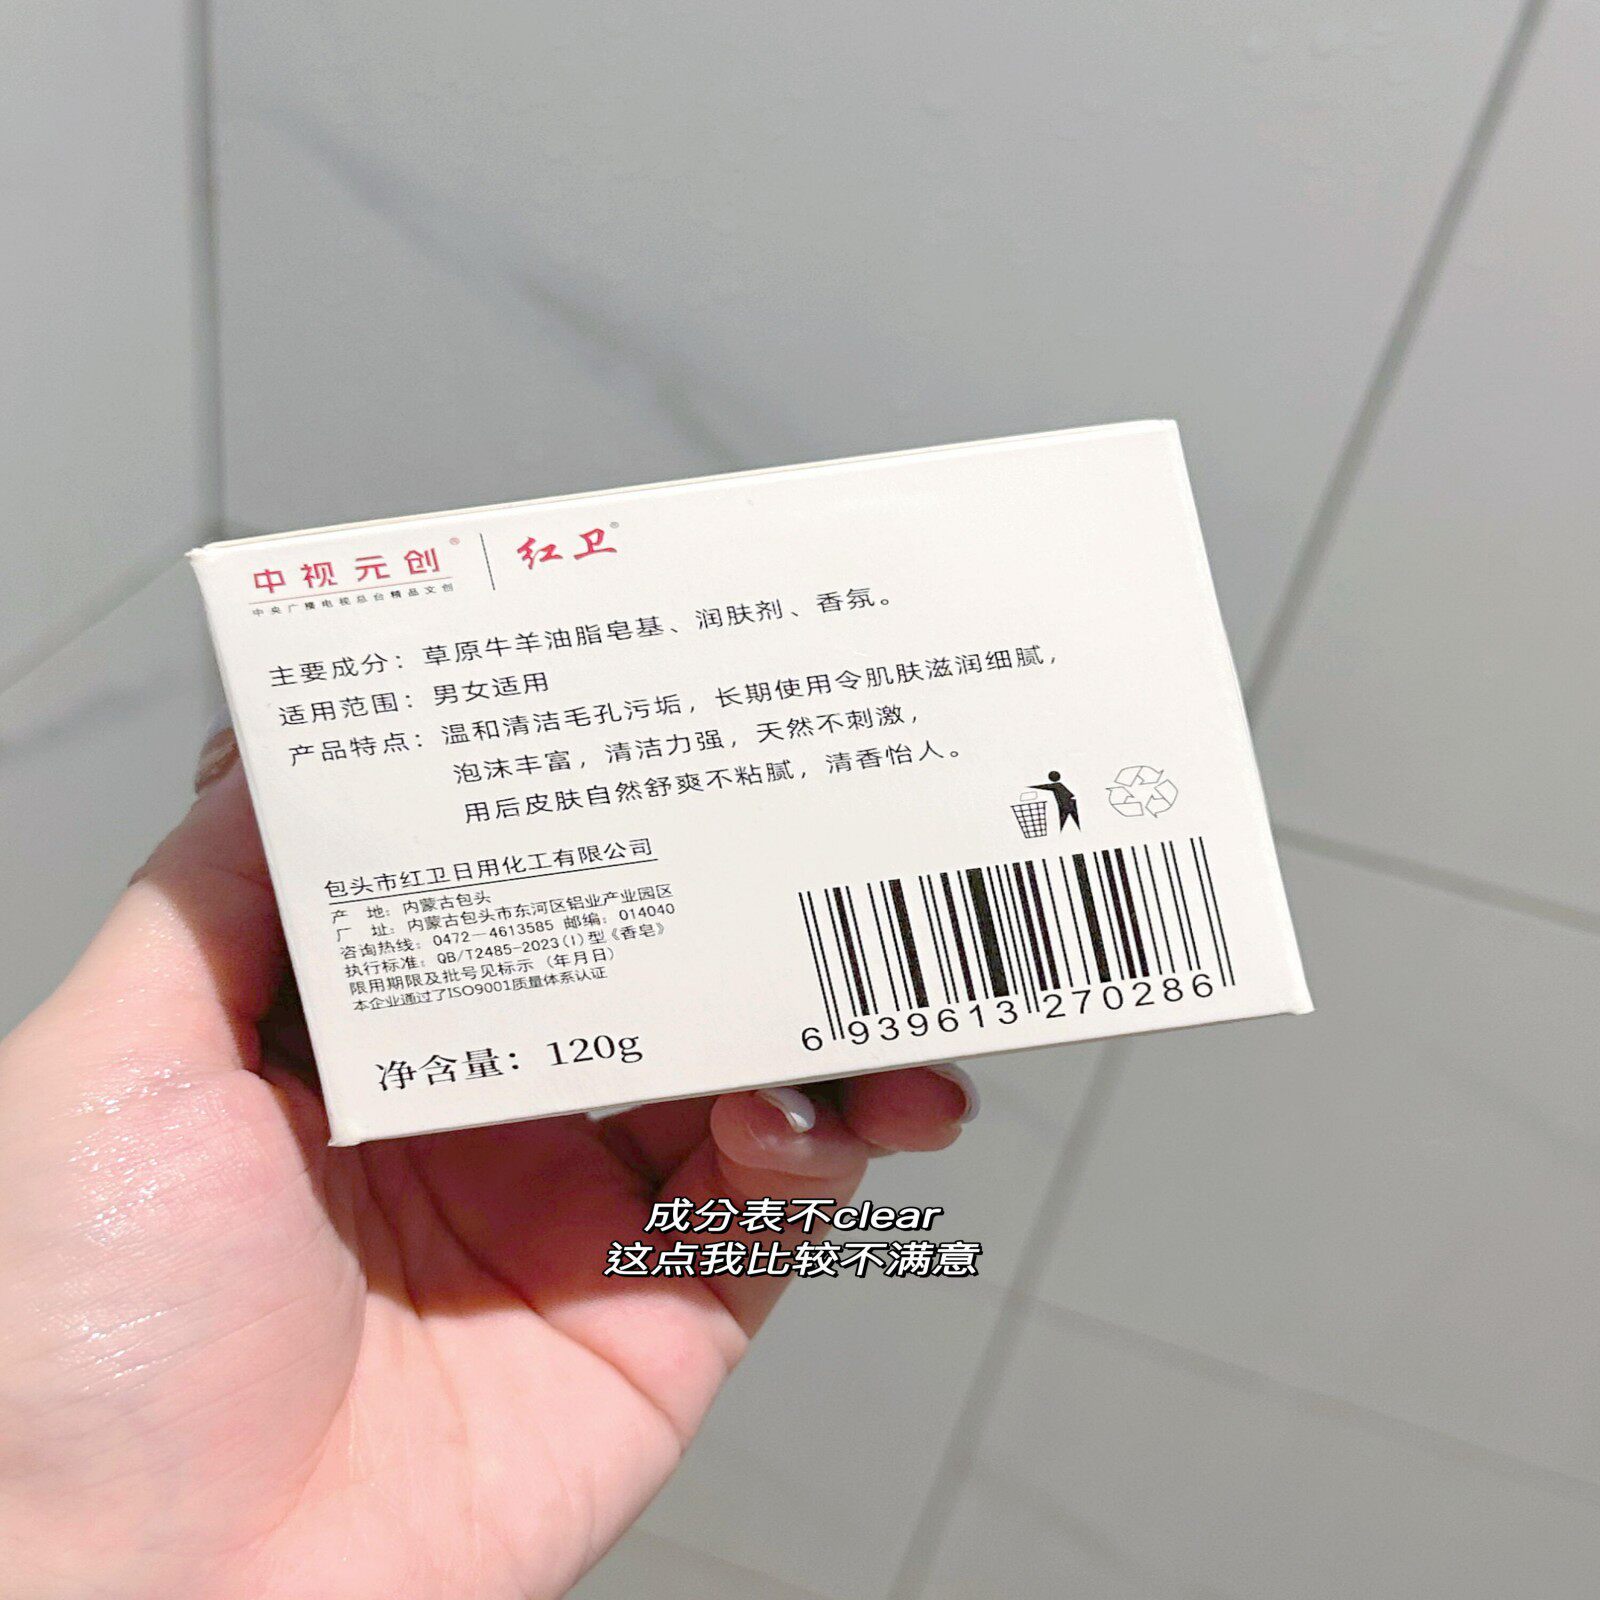 中视元创®
中央广播电视总台精品文创
红卫®
主要成分：草原牛羊油脂皂基、润肤剂、香氛。
适用范围：男女适用
产品特点：温和清洁毛孔污垢，长期使用令肌肤滋润细腻，
泡沫丰富，清洁力强，天然不刺激，
用后皮肤自然舒爽不粘腻，清香怡人。
包头市红卫日用化工有限公司
产 地：内蒙古包头
厂 址：内蒙古包头市东河区铝业产业园区
咨询热线：0472—4613585 邮编：014040
执行标准：QB/T2485-2023(Ⅰ)型《香皂》
限用期限及批号见标示（年月日）
本企业通过了ISO9001质量体系认证
净含量：120g
6 939613 270286
成分表不clear
这点我比较不满意